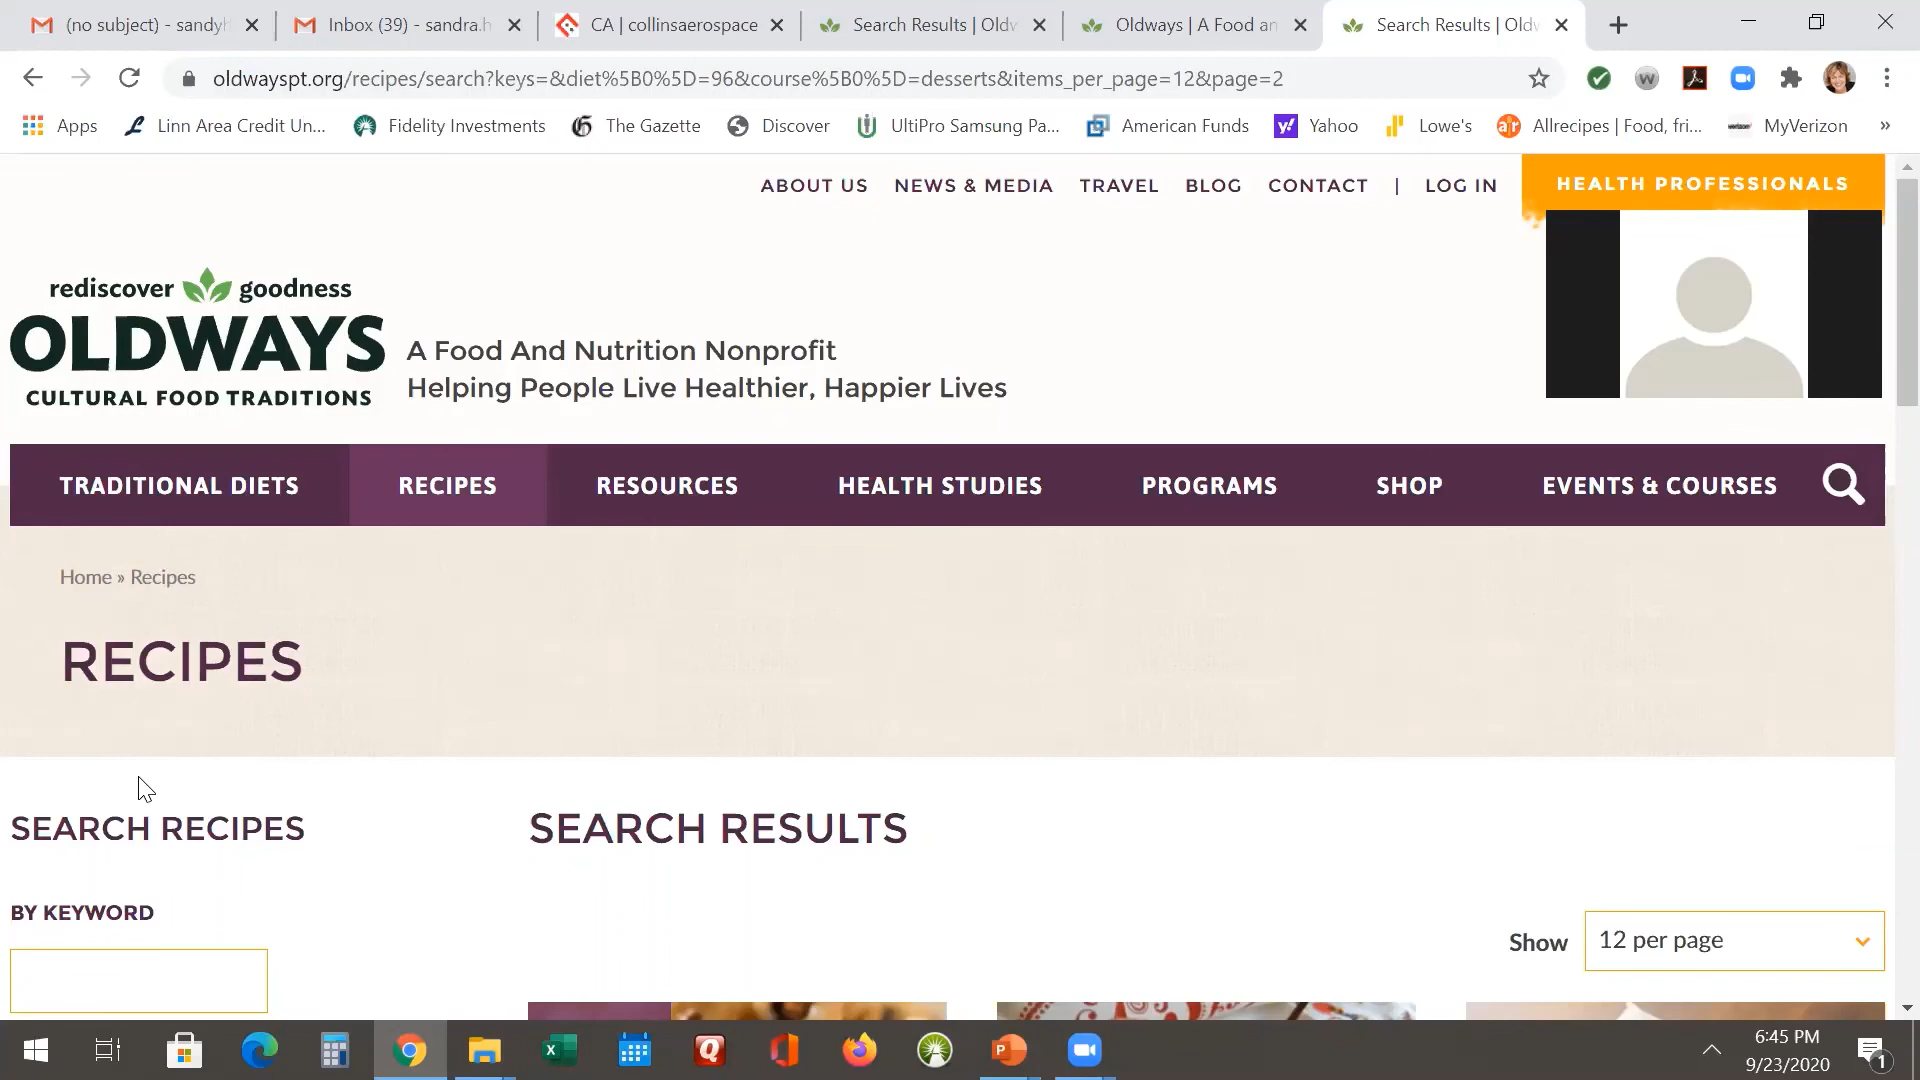 (no subject) - sandyh
Inbox (39) - sandra.h
CA | collinsaerospace
Search Results | Oldw
Oldways | A Food an
Search Results | Oldw
oldwayspt.org/recipes/search?keys=&diet%5B0%5D=96&course%5B0%5D=desserts&items_per_page=12&page=2
Apps
Linn Area Credit Un...
Fidelity Investments
The Gazette
Discover
UltiPro Samsung Pa...
American Funds
Yahoo
Lowe's
Allrecipes | Food, fri...
MyVerizon
»
ABOUT US NEWS & MEDIA TRAVEL BLOG CONTACT | LOG IN
HEALTH PROFESSIONALS
rediscover goodness
OLDWAYS
CULTURAL FOOD TRADITIONS
A Food And Nutrition Nonprofit
Helping People Live Healthier, Happier Lives
TRADITIONAL DIETS RECIPES RESOURCES HEALTH STUDIES PROGRAMS SHOP EVENTS & COURSES
Home » Recipes
RECIPES
SEARCH RECIPES
SEARCH RESULTS
BY KEYWORD
Show
12 per page
6:45 PM
9/23/2020
1